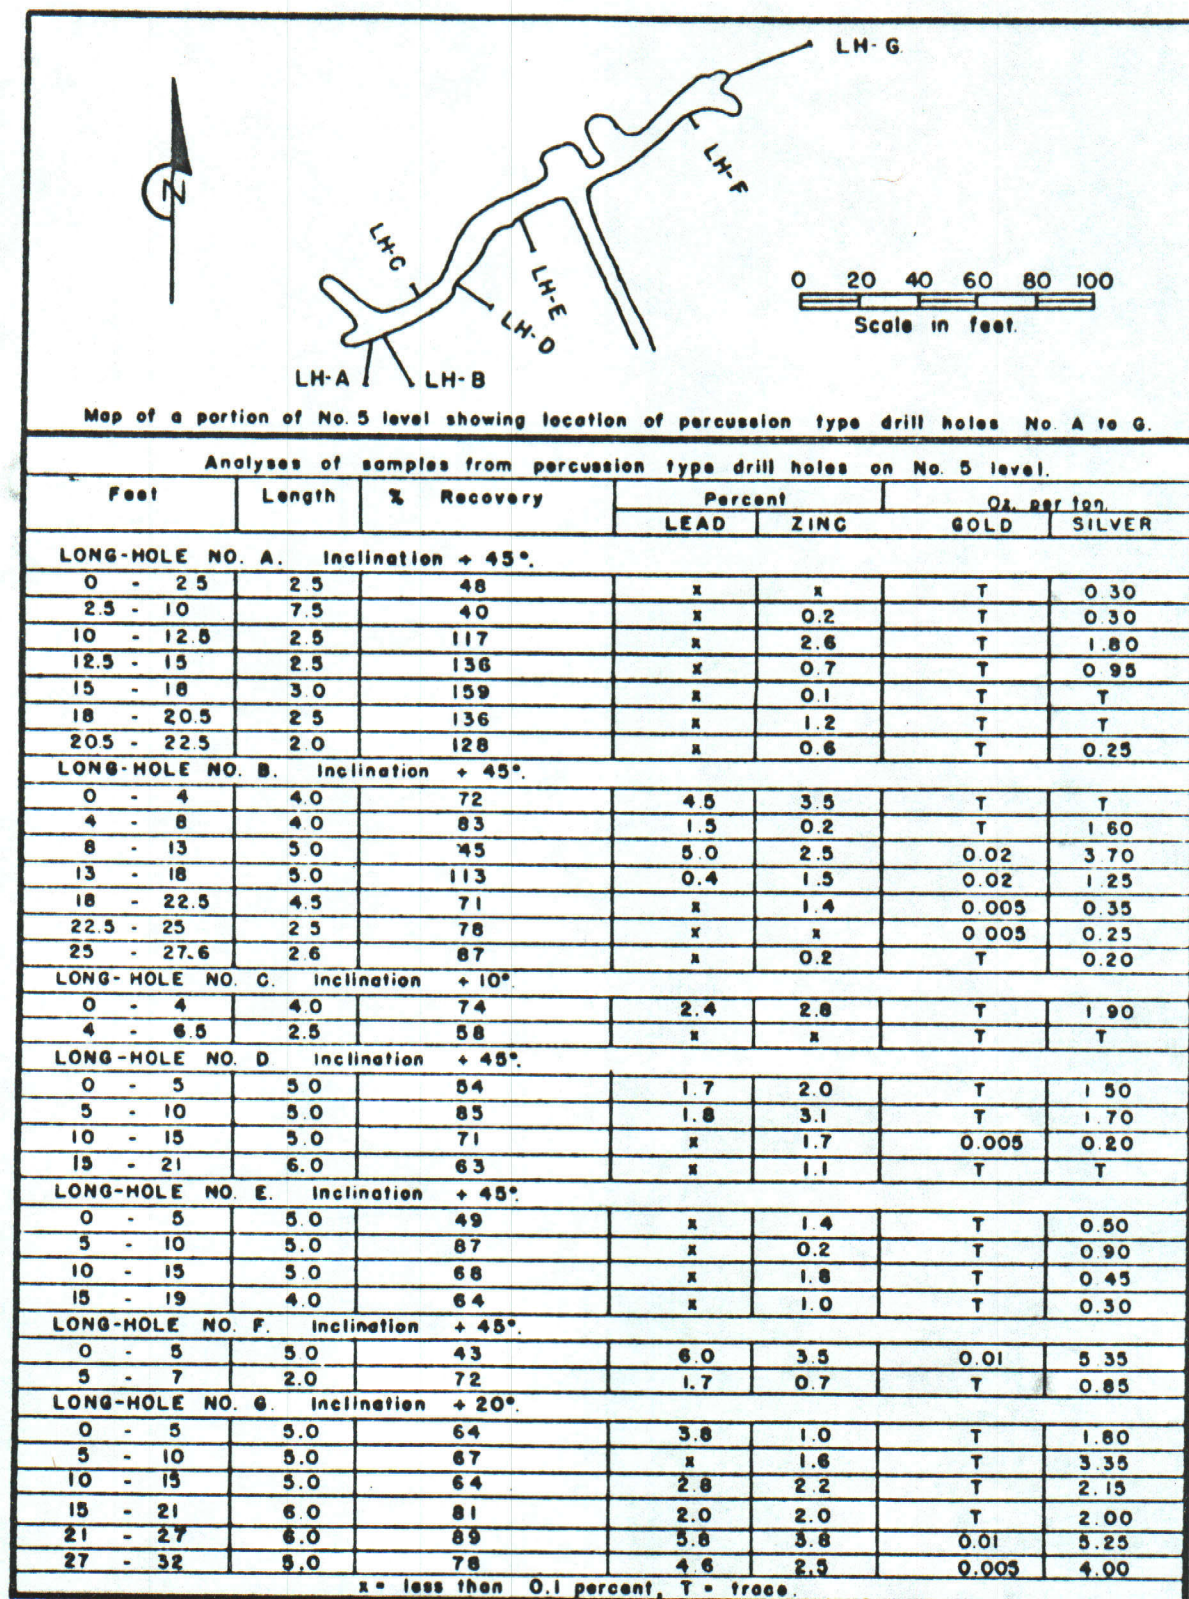 LH-G
LH-F
N
LH-C
LH-E
LH-D
0 20 40 60 80 100
Scale in feet.
LH-A LH-B
Map of a portion of No. 5 level showing location of percussion type drill holes No. A to G.
Analyses of samples from percussion type drill holes on No. 5 level.
Feet Length % Recovery Percent Oz. per ton.
LEAD ZINC GOLD SILVER
LONG-HOLE NO. A. Inclination + 45°.
0 - 2 5 2.5 48 x x T 0.30
2.5 - 10 7.5 40 x 0.2 T 0.30
10 - 12.5 2.5 117 x 2.6 T 1.80
12.5 - 15 2.5 136 x 0.7 T 0.95
15 - 18 3.0 159 x 0.1 T T
18 - 20.5 2 5 136 x 1.2 T T
20.5 - 22.5 2.0 128 x 0.6 T 0.25
LONG-HOLE NO. B. Inclination + 45°.
0 - 4 4.0 72 4.5 3.5 T T
4 - 8 4.0 83 1.5 0.2 T 1.60
8 - 13 5.0 45 5.0 2.5 0.02 3.70
13 - 18 5.0 113 0.4 1.5 0.02 1.25
18 - 22.5 4.5 71 x 1.4 0.005 0.35
22.5 - 25 2 5 78 x x 0 005 0.25
25 - 27.6 2.6 87 x 0.2 T 0.20
LONG-HOLE NO. C. Inclination + 10°.
0 - 4 4.0 74 2.4 2.8 T 1 90
4 - 6.5 2.5 58 x x T T
LONG-HOLE NO. D Inclination + 45°.
0 - 5 5.0 54 1.7 2.0 T 1 50
5 - 10 5.0 85 1.8 3.1 T 1.70
10 - 15 5.0 71 x 1.7 0.005 0.20
15 - 21 6.0 63 x 1.1 T T
LONG-HOLE NO. E. Inclination + 45°.
0 - 5 5.0 49 x 1.4 T 0.50
5 - 10 5.0 87 x 0.2 T 0.90
10 - 15 5.0 68 x 1.8 T 0.45
15 - 19 4.0 64 x 1.0 T 0.30
LONG-HOLE NO. F. Inclination + 45°.
0 - 5 5.0 43 6.0 3.5 0.01 5.35
5 - 7 2.0 72 1.7 0.7 T 0.85
LONG-HOLE NO. G. Inclination + 20°.
0 - 5 5.0 64 3.8 1.0 T 1.80
5 - 10 5.0 67 x 1.6 T 3.35
10 - 15 5.0 64 2.8 2.2 T 2.15
15 - 21 6.0 81 2.0 2.0 T 2.00
21 - 27 6.0 89 5.8 3.8 0.01 5.25
27 - 32 5.0 78 4.6 2.5 0.005 4.00
x = less than 0.1 percent, T = trace.